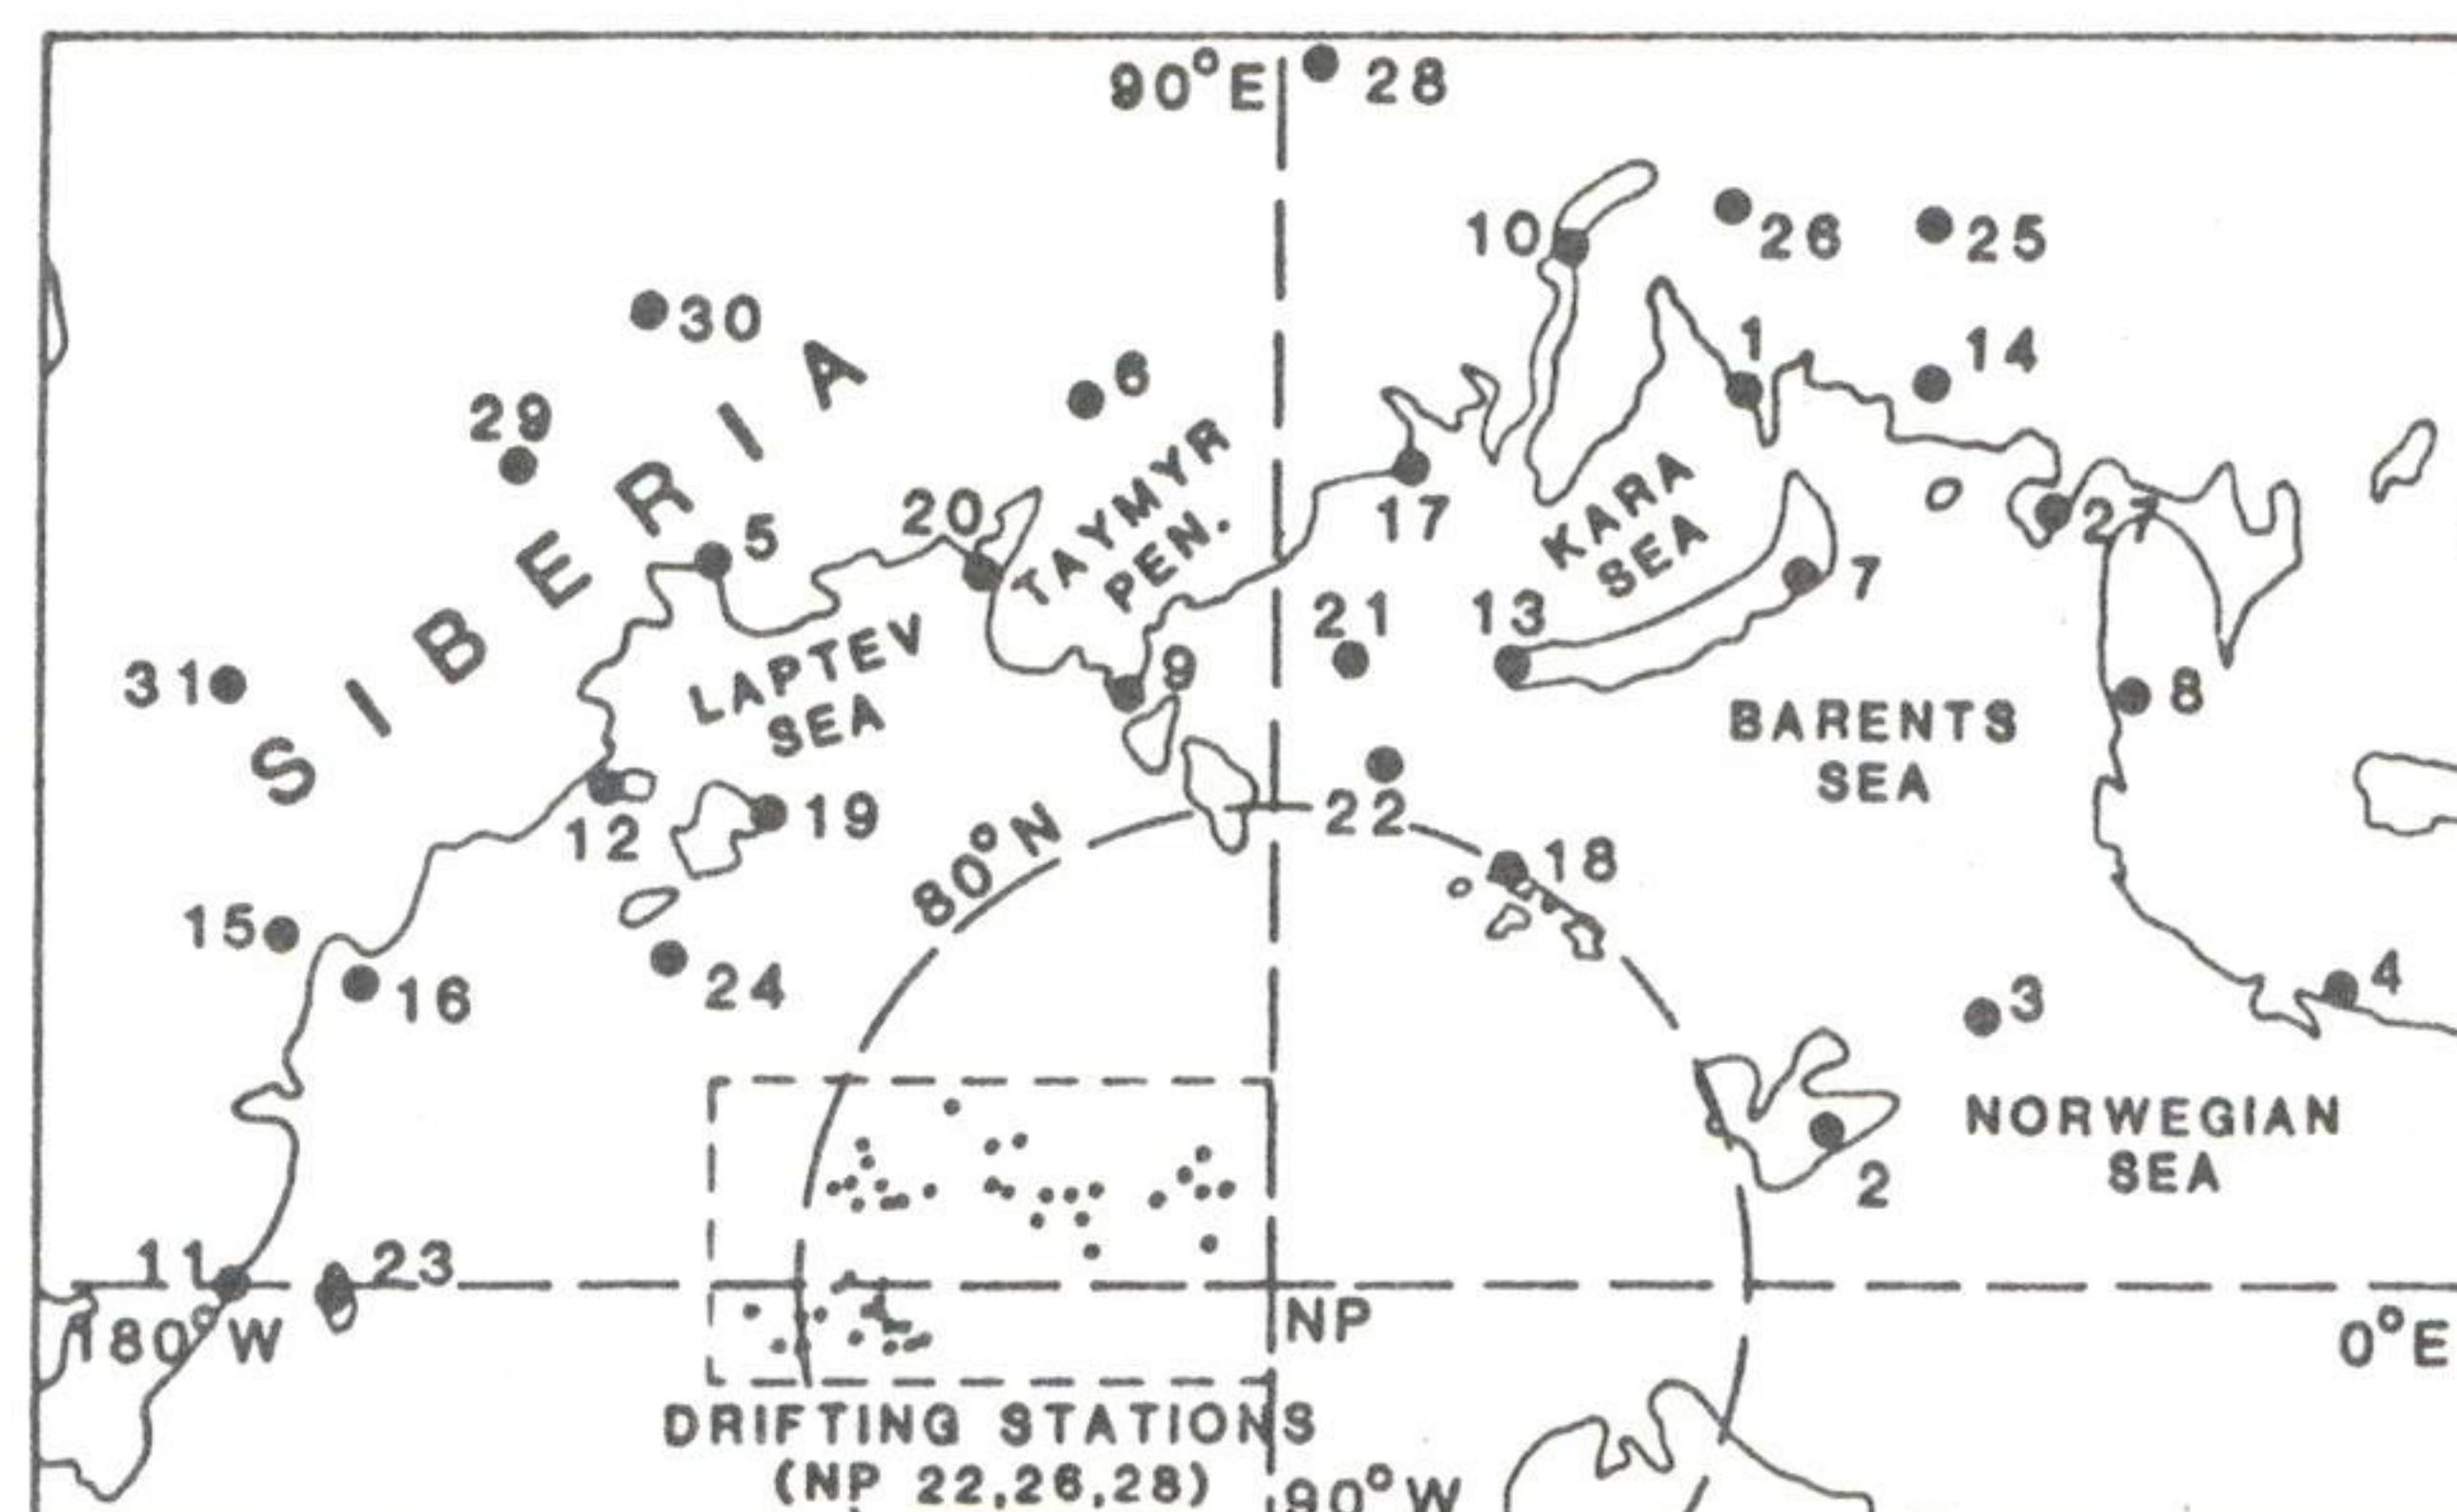 90°E
28
10
26
25
30
1
14
6
29
SIBERIA
20
5
TAYMYR
PEN.
17
KARA
SEA
27
7
21
13
31
LAPTEV
SEA
9
8
BARENTS
SEA
12
19
22
80°N
18
15
16
24
3
4
NORWEGIAN
SEA
2
11
23
180°W
NP
0°E
DRIFTING STATIONS
(NP 22,26,28)
90°W